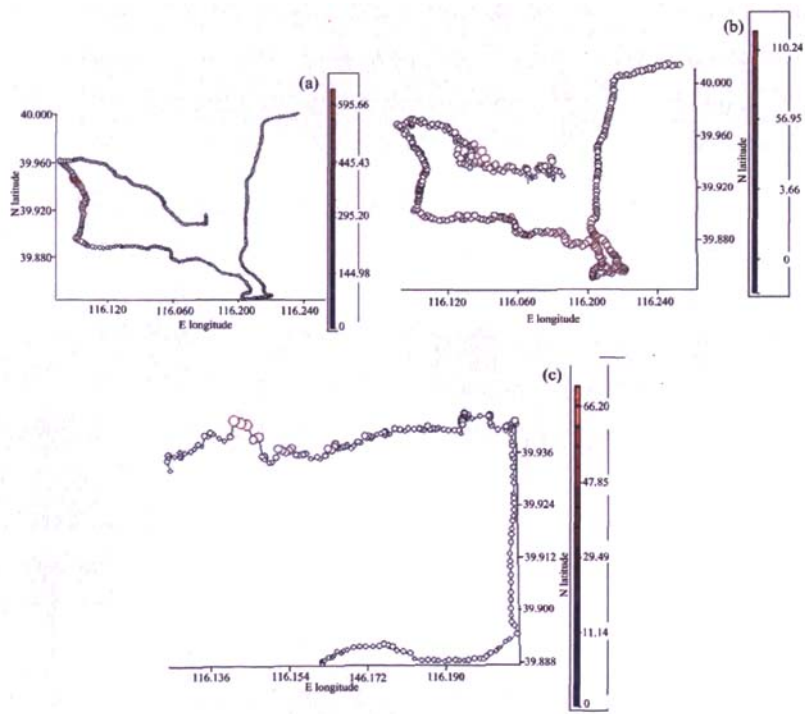 (a)
40.000
39.960
39.920
39.880
N latitude
116.120 116.060 116.200 116.240
E longitude
595.66
445.43
295.20
144.98
0
(b)
40.000
39.960
39.920
39.880
N latitude
116.120 116.060 116.200 116.240
E longitude
110.24
56.95
3.66
0
(c)
39.936
39.924
39.912
39.900
39.888
N latitude
116.136 116.154 146.172 116.190
E longitude
66.20
47.85
29.49
11.14
0